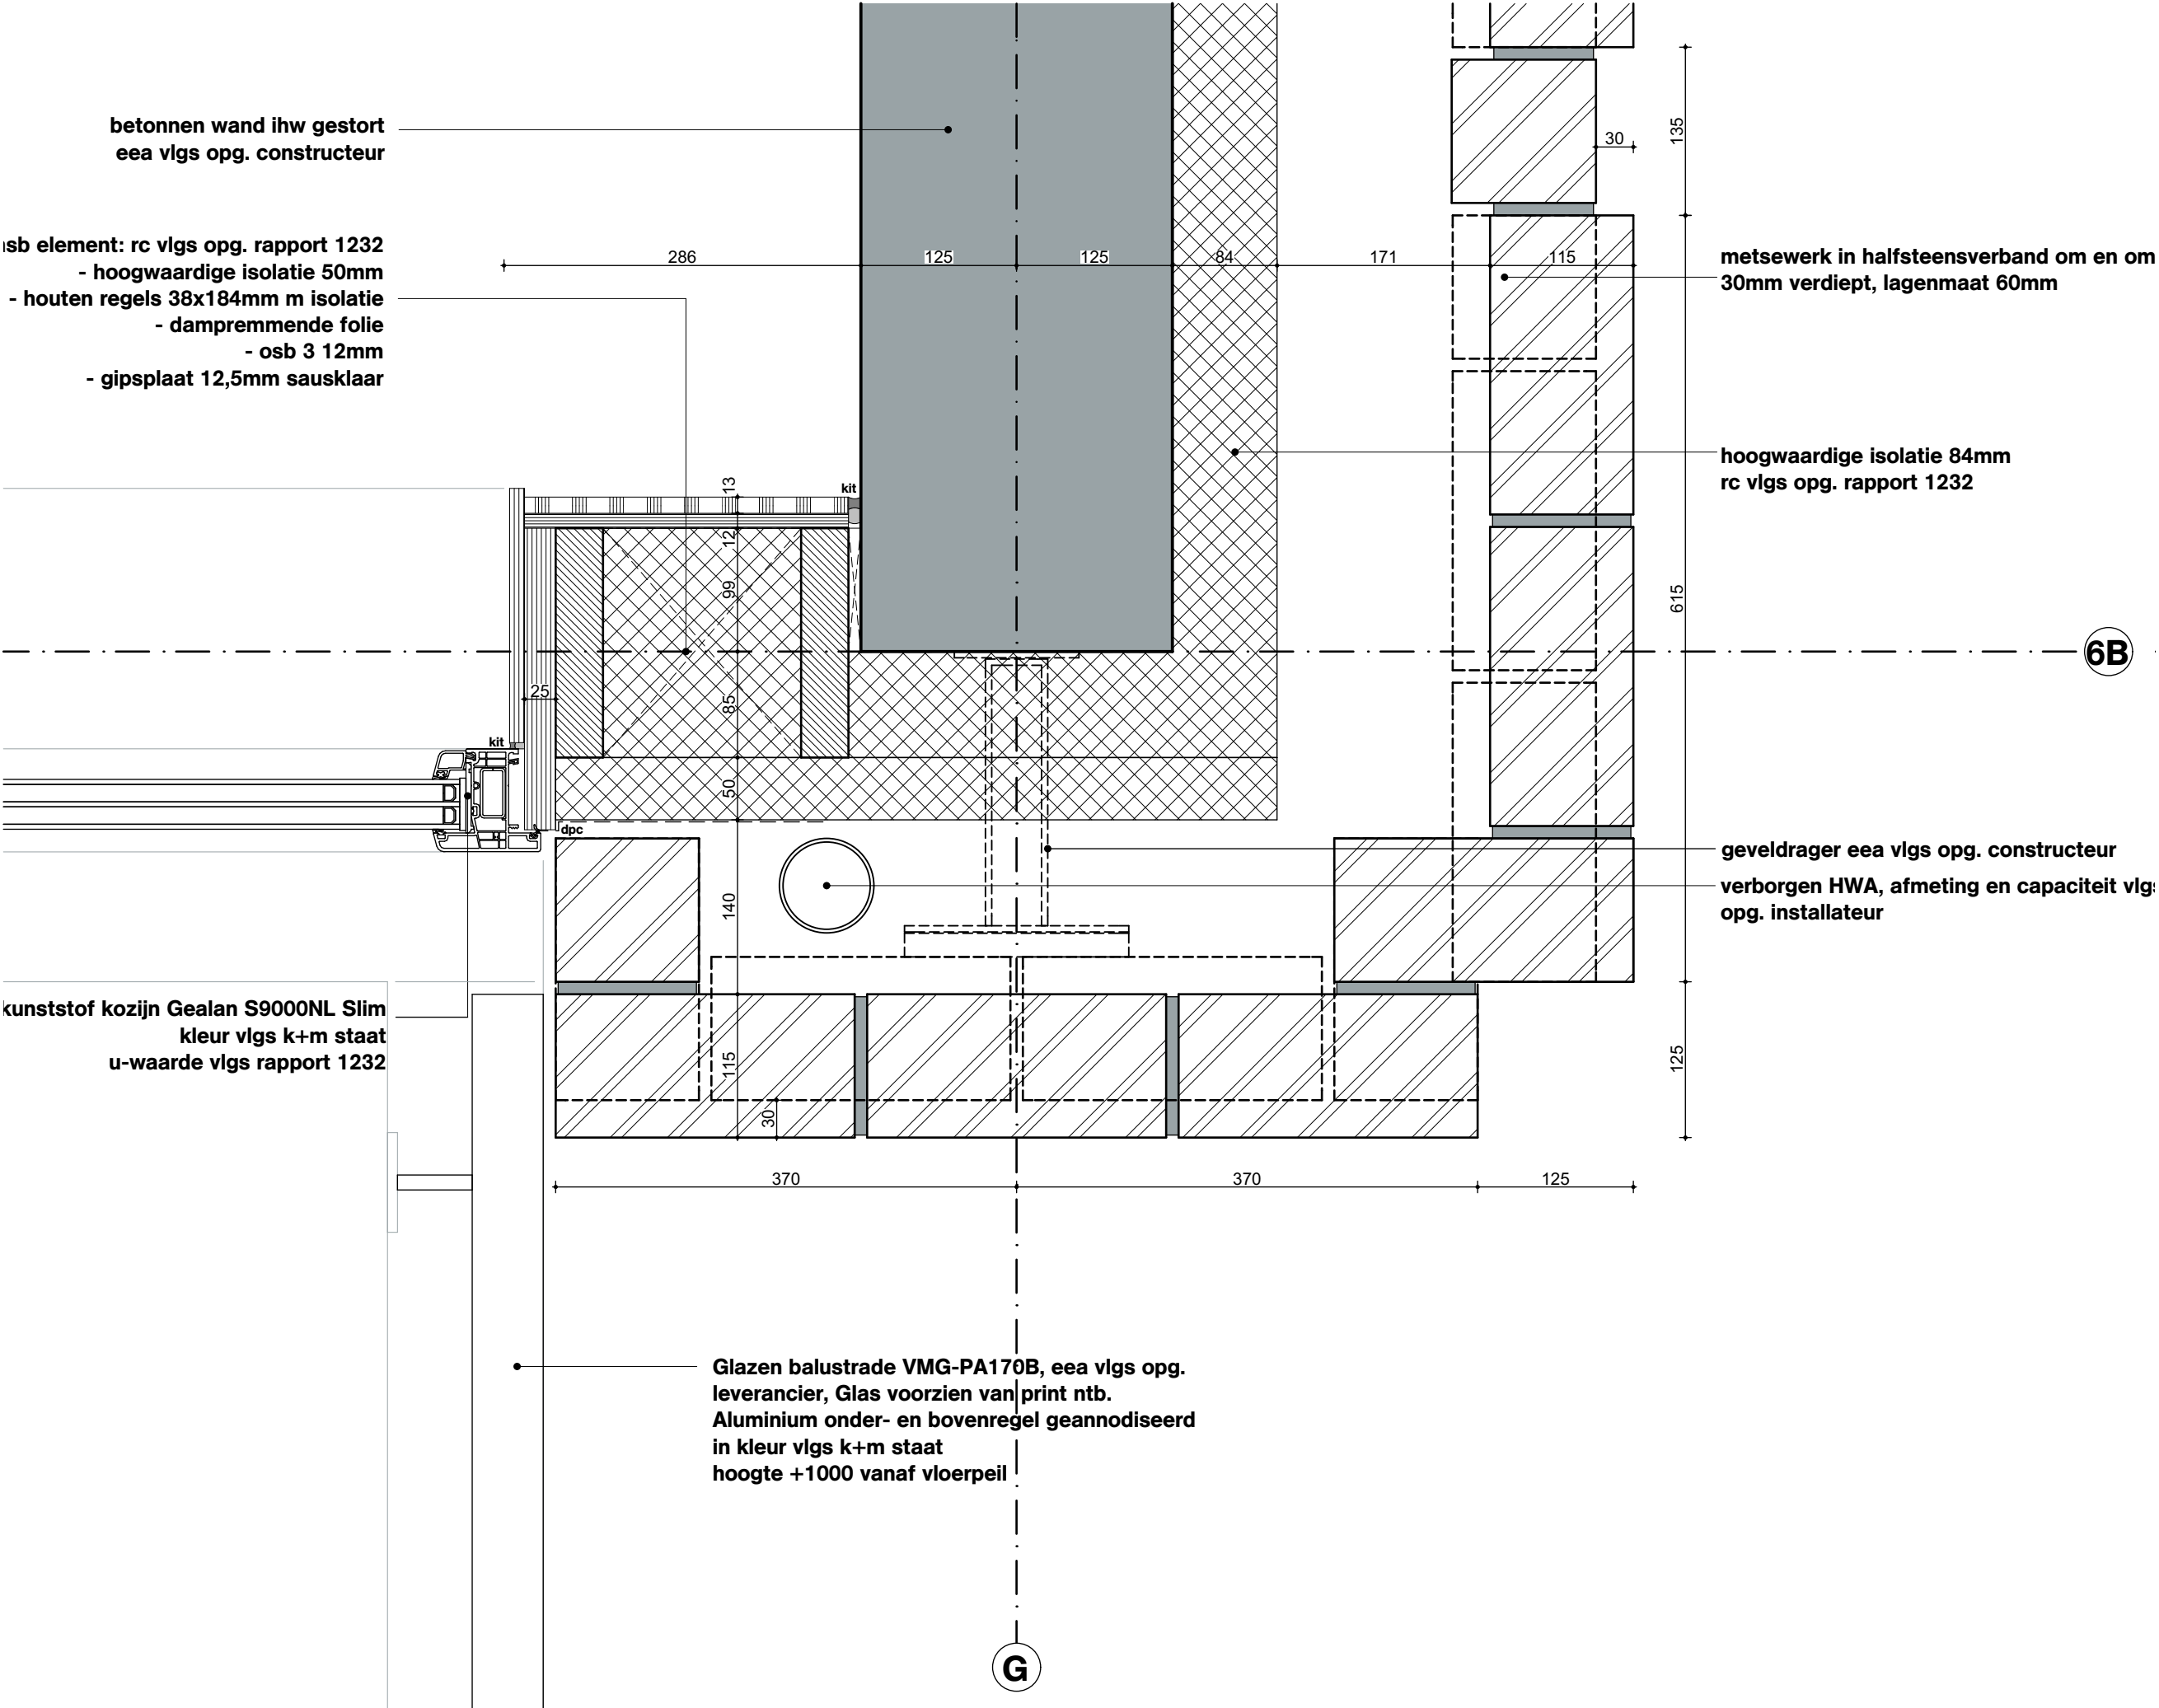 betonnen wand ihw gestort
eea vlgs opg. constructeur
135
30
sb element: rc vlgs opg. rapport 1232
- hoogwaardige isolatie 50mm
- houten regels 38x184mm m isolatie
- dampremmende folie
- osb 3 12mm
- gipsplaat 12,5mm sausklaar
286
125
125
84
171
115
metsewerk in halfsteensverband om en om
30mm verdiept, lagenmaat 60mm
hoogwaardige isolatie 84mm
rc vlgs opg. rapport 1232
13
kit
12
99
615
6B
25
85
kit
50
dpc
geveldrager eea vlgs opg. constructeur
verborgen HWA, afmeting en capaciteit vlgs
opg. installateur
140
kunststof kozijn Gealan S9000NL Slim
kleur vlgs k+m staat
u-waarde vlgs rapport 1232
115
125
30
370
370
125
Glazen balustrade VMG-PA170B, eea vlgs opg.
leverancier, Glas voorzien van print ntb.
Aluminium onder- en bovenregel geannodiseerd
in kleur vlgs k+m staat
hoogte +1000 vanaf vloerpeil
G